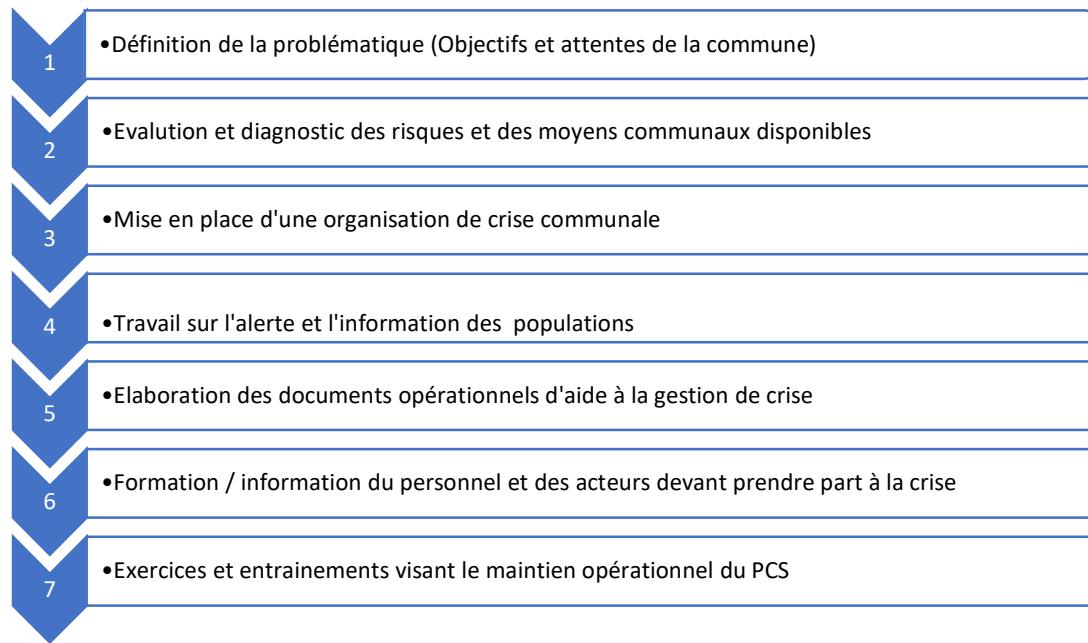 1
•Définition de la problématique (Objectifs et attentes de la commune)
2
•Evalution et diagnostic des risques et des moyens communaux disponibles
3
•Mise en place d'une organisation de crise communale
4
•Travail sur l'alerte et l'information des  populations
5
•Elaboration des documents opérationnels d'aide à la gestion de crise
6
•Formation / information du personnel et des acteurs devant prendre part à la crise
7
•Exercices et entrainements visant le maintien opérationnel du PCS